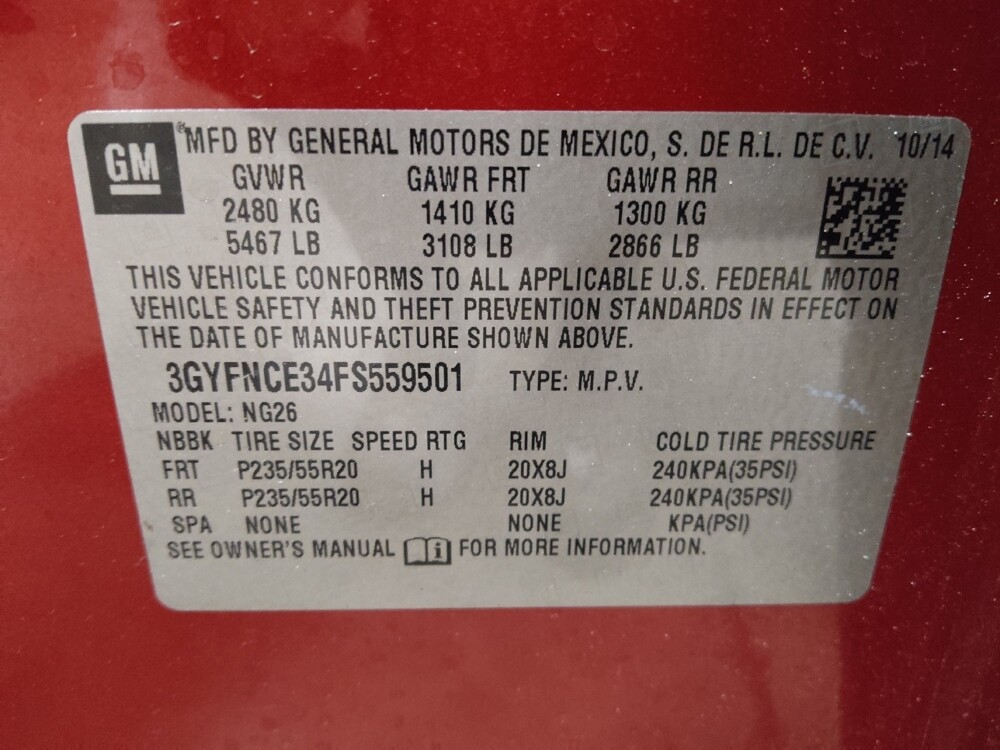 GM ® MFD BY GENERAL MOTORS DE MEXICO, S. DE R.L. DE C.V. 10/14
GVWR GAWR FRT GAWR RR
2480 KG 1410 KG 1300 KG
5467 LB 3108 LB 2866 LB
THIS VEHICLE CONFORMS TO ALL APPLICABLE U.S. FEDERAL MOTOR
VEHICLE SAFETY AND THEFT PREVENTION STANDARDS IN EFFECT ON
THE DATE OF MANUFACTURE SHOWN ABOVE.
3GYFNCE34FS559501 TYPE: M.P.V.
MODEL: NG26
NBBK TIRE SIZE SPEED RTG RIM COLD TIRE PRESSURE
FRT P235/55R20 H 20X8J 240KPA(35PSI)
RR P235/55R20 H 20X8J 240KPA(35PSI)
SPA NONE NONE KPA(PSI)
SEE OWNER'S MANUAL i FOR MORE INFORMATION.